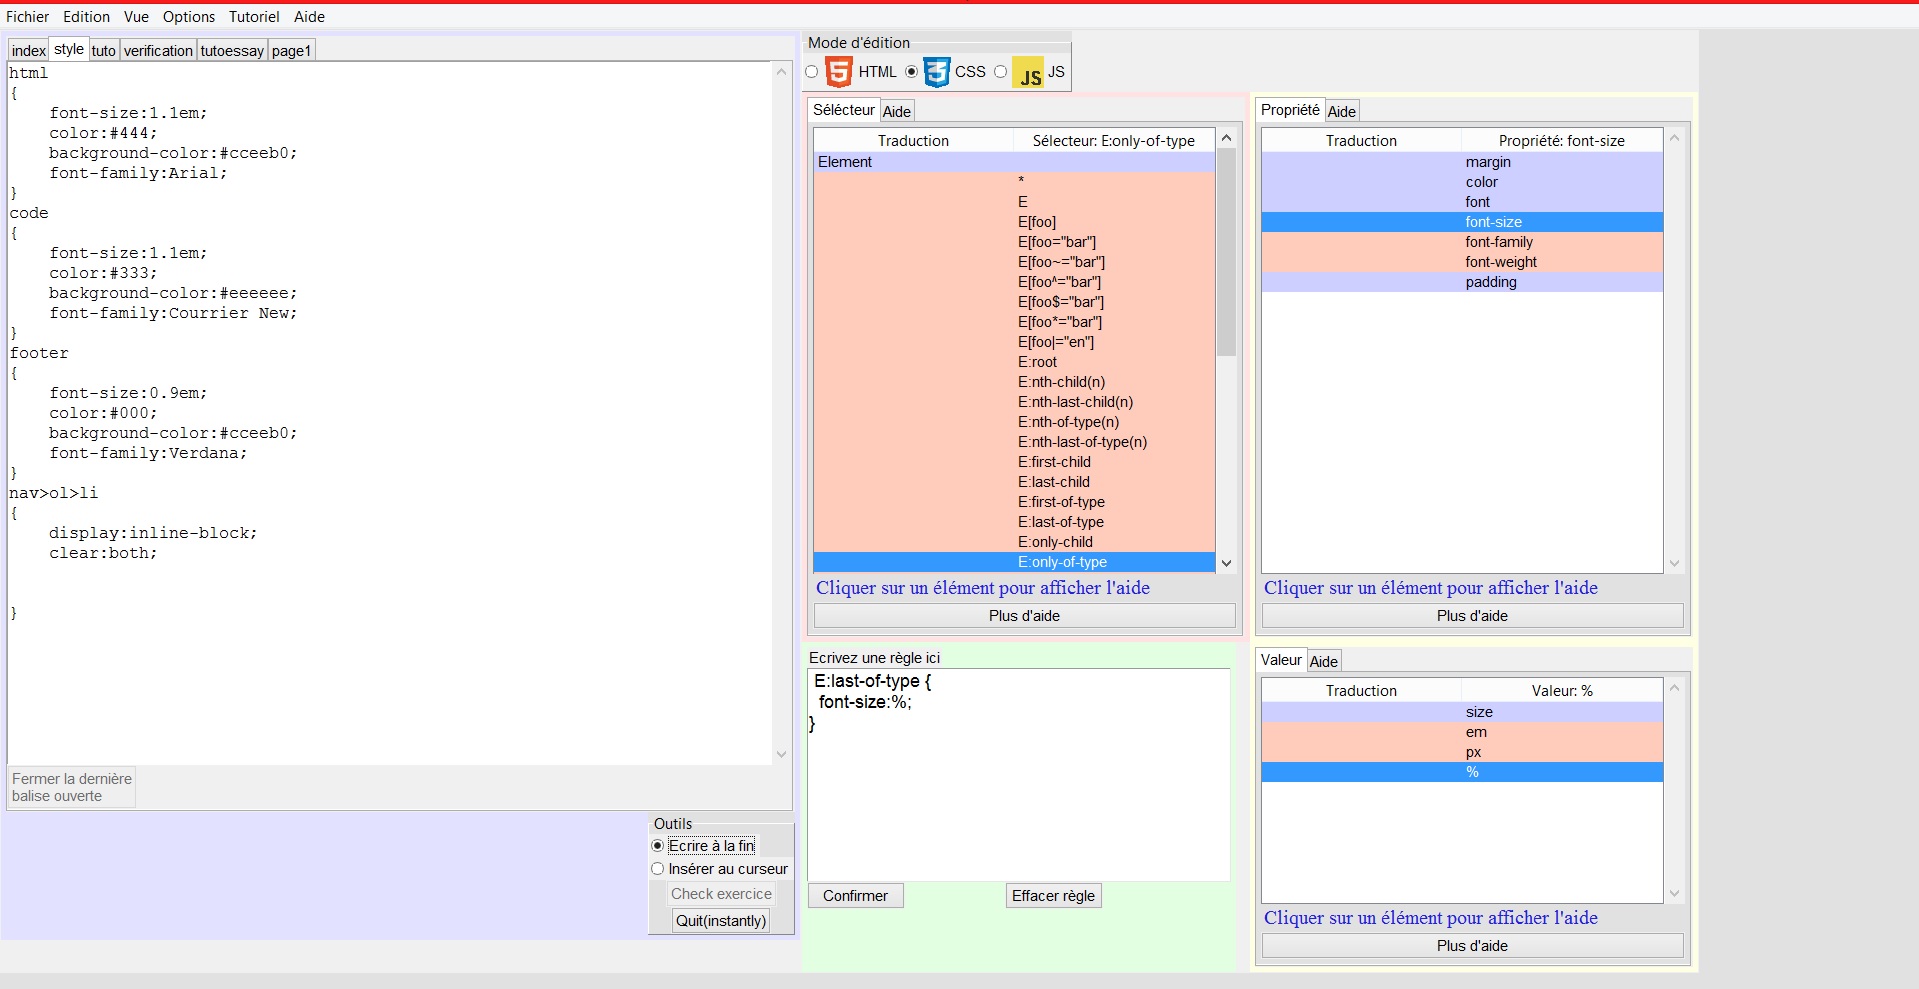 Fichier Edition Vue Options Tutoriel Aide
index style tuto verification tutoessay page1
html
{
    font-size:1.1em;
    color:#444;
    background-color:#cceeb0;
    font-family:Arial;
}
code
{
    font-size:1.1em;
    color:#333;
    background-color:#eeeeee;
    font-family:Courrier New;
}
footer
{
    font-size:0.9em;
    color:#000;
    background-color:#cceeb0;
    font-family:Verdana;
}
nav>ol>li
{
    display:inline-block;
    clear:both;
}
Fermer la dernière
balise ouverte
Outils
Ecrire à la fin
Insérer au curseur
Check exercice
Quit(instantly)
Mode d'édition
5 HTML 3 CSS JS JS
Sélécteur Aide
Traduction Sélecteur: E:only-of-type
Element
*
E
E[foo]
E[foo="bar"]
E[foo~="bar"]
E[foo^="bar"]
E[foo$="bar"]
E[foo*="bar"]
E[foo|="en"]
E:root
E:nth-child(n)
E:nth-last-child(n)
E:nth-of-type(n)
E:nth-last-of-type(n)
E:first-child
E:last-child
E:first-of-type
E:last-of-type
E:only-child
E:only-of-type
Cliquer sur un élément pour afficher l'aide
Plus d'aide
Ecrivez une règle ici
E:last-of-type {
  font-size:%;
}
Confirmer Effacer règle
Propriété Aide
Traduction Propriété: font-size
margin
color
font
font-size
font-family
font-weight
padding
Cliquer sur un élément pour afficher l'aide
Plus d'aide
Valeur Aide
Traduction Valeur: %
size
em
px
%
Cliquer sur un élément pour afficher l'aide
Plus d'aide